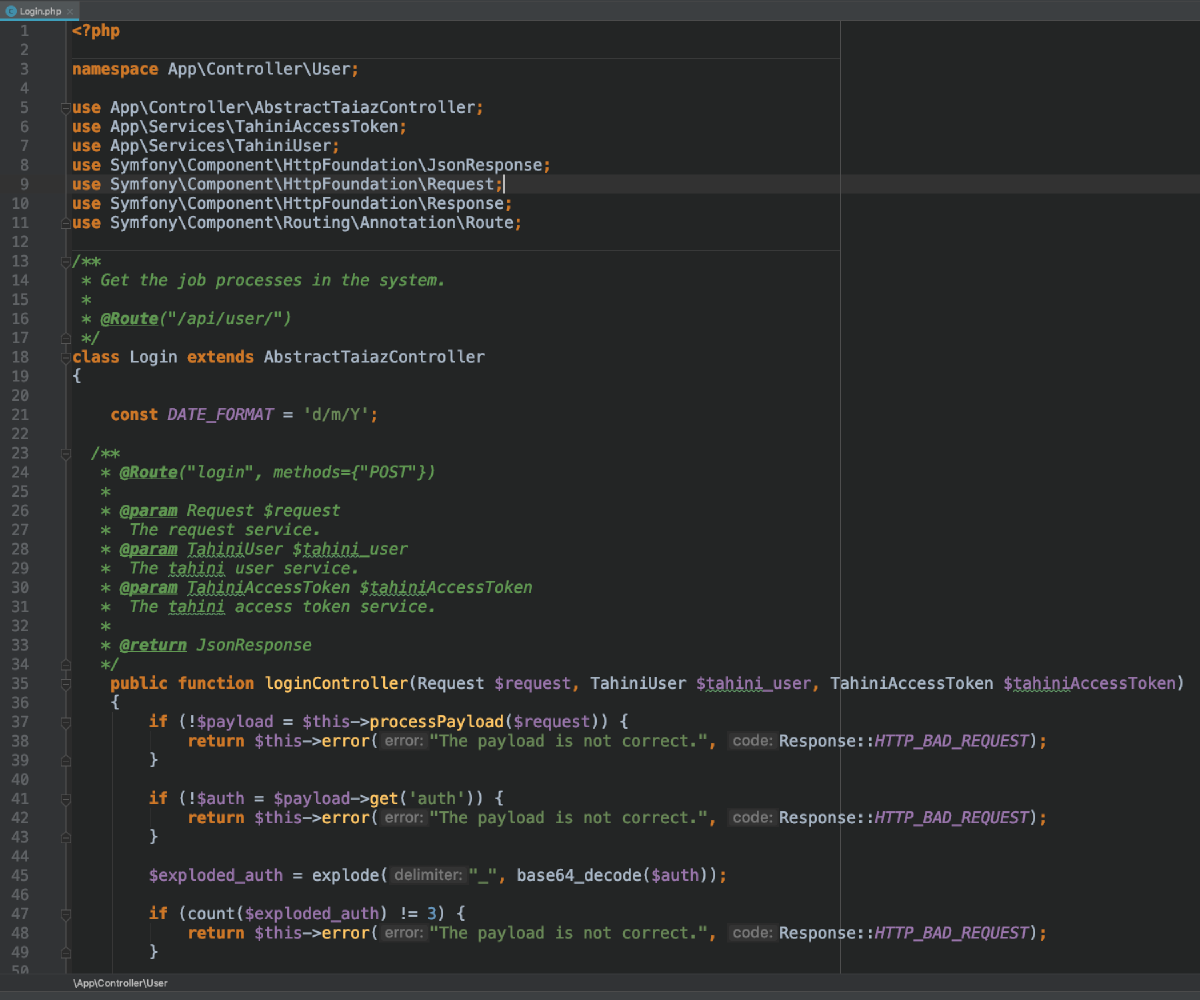 Login.php
1 <?php
2
3 namespace App\Controller\User;
4
5 use App\Controller\AbstractTaiazController;
6 use App\Services\TahiniAccessToken;
7 use App\Services\TahiniUser;
8 use Symfony\Component\HttpFoundation\JsonResponse;
9 use Symfony\Component\HttpFoundation\Request;
10 use Symfony\Component\HttpFoundation\Response;
11 use Symfony\Component\Routing\Annotation\Route;
12
13 /**
14  * Get the job processes in the system.
15  *
16  * @Route("/api/user/")
17  */
18 class Login extends AbstractTaiazController
19 {
20
21     const DATE_FORMAT = 'd/m/Y';
22
23   /**
24    * @Route("login", methods={"POST"})
25    *
26    * @param Request $request
27    *  The request service.
28    * @param TahiniUser $tahini_user
29    *  The tahini user service.
30    * @param TahiniAccessToken $tahiniAccessToken
31    *  The tahini access token service.
32    *
33    * @return JsonResponse
34    */
35     public function loginController(Request $request, TahiniUser $tahini_user, TahiniAccessToken $tahiniAccessToken)
36     {
37         if (!$payload = $this->processPayload($request)) {
38             return $this->error( error: "The payload is not correct.", code: Response::HTTP_BAD_REQUEST);
39         }
40
41         if (!$auth = $payload->get('auth')) {
42             return $this->error( error: "The payload is not correct.", code: Response::HTTP_BAD_REQUEST);
43         }
44
45         $exploded_auth = explode( delimiter: "_", base64_decode($auth));
46
47         if (count($exploded_auth) != 3) {
48             return $this->error( error: "The payload is not correct.", code: Response::HTTP_BAD_REQUEST);
49         }
50
\App\Controller\User